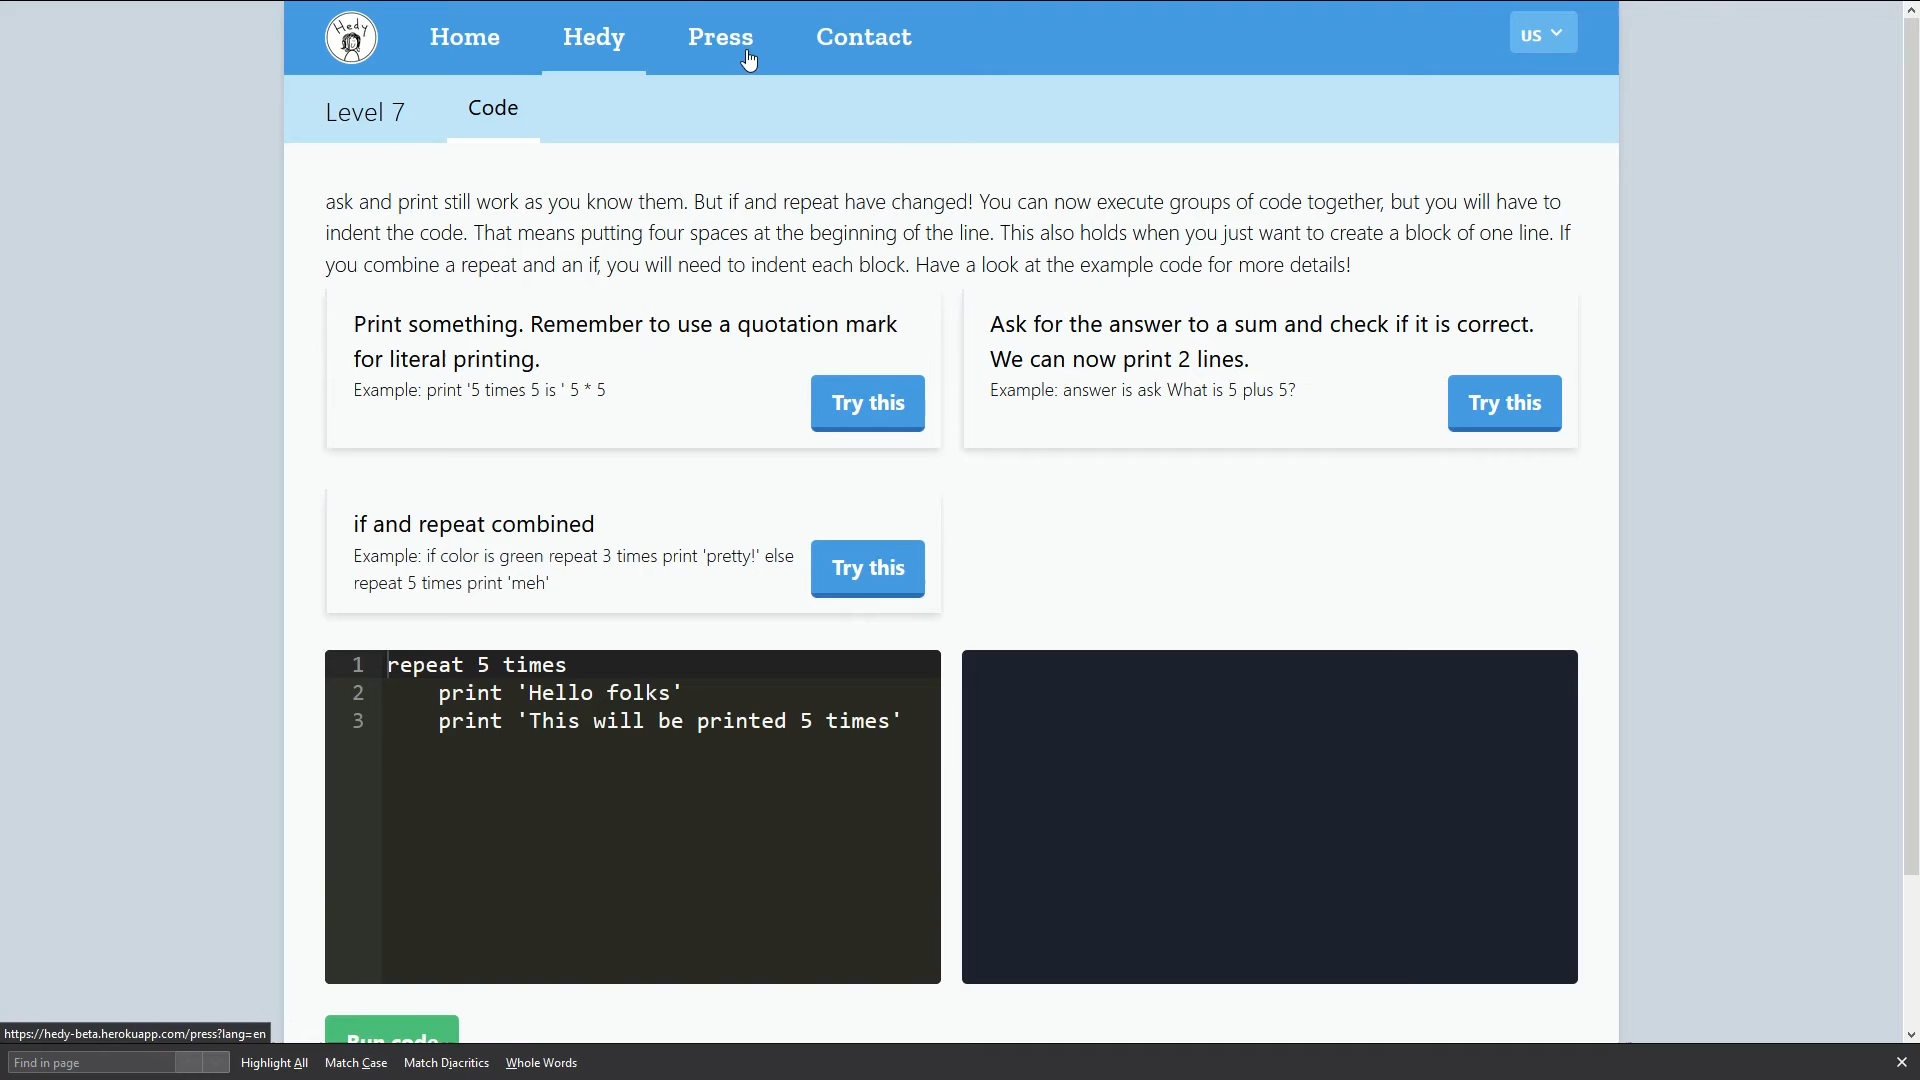 Hedy
Home
Hedy
Press
Contact
us
Level 7
Code
ask and print still work as you know them. But if and repeat have changed! You can now execute groups of code together, but you will have to
indent the code. That means putting four spaces at the beginning of the line. This also holds when you just want to create a block of one line. If
you combine a repeat and an if, you will need to indent each block. Have a look at the example code for more details!
Print something. Remember to use a quotation mark
for literal printing.
Example: print '5 times 5 is ' 5 * 5
Try this
Ask for the answer to a sum and check if it is correct.
We can now print 2 lines.
Example: answer is ask What is 5 plus 5?
Try this
if and repeat combined
Example: if color is green repeat 3 times print 'pretty!' else
repeat 5 times print 'meh'
Try this
1 repeat 5 times
2     print 'Hello folks'
3     print 'This will be printed 5 times'
Run code
https://hedy-beta.herokuapp.com/press?lang=en
Find in page
Highlight All
Match Case
Match Diacritics
Whole Words